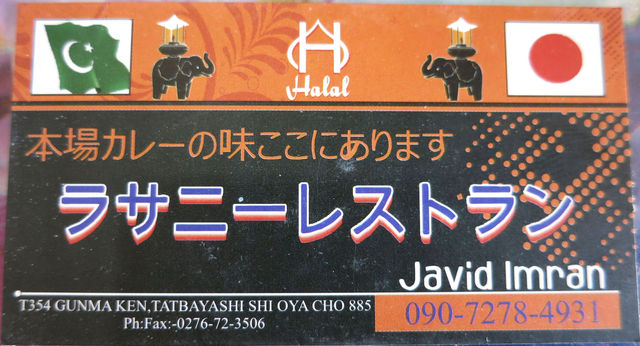 Halal
本場カレーの味ここにあります
ラサニーレストラン
Javid Imran
T354 GUNMA KEN,TATBAYASHI SHI OYA CHO 885
Ph:Fax:-0276-72-3506
090-7278-4931